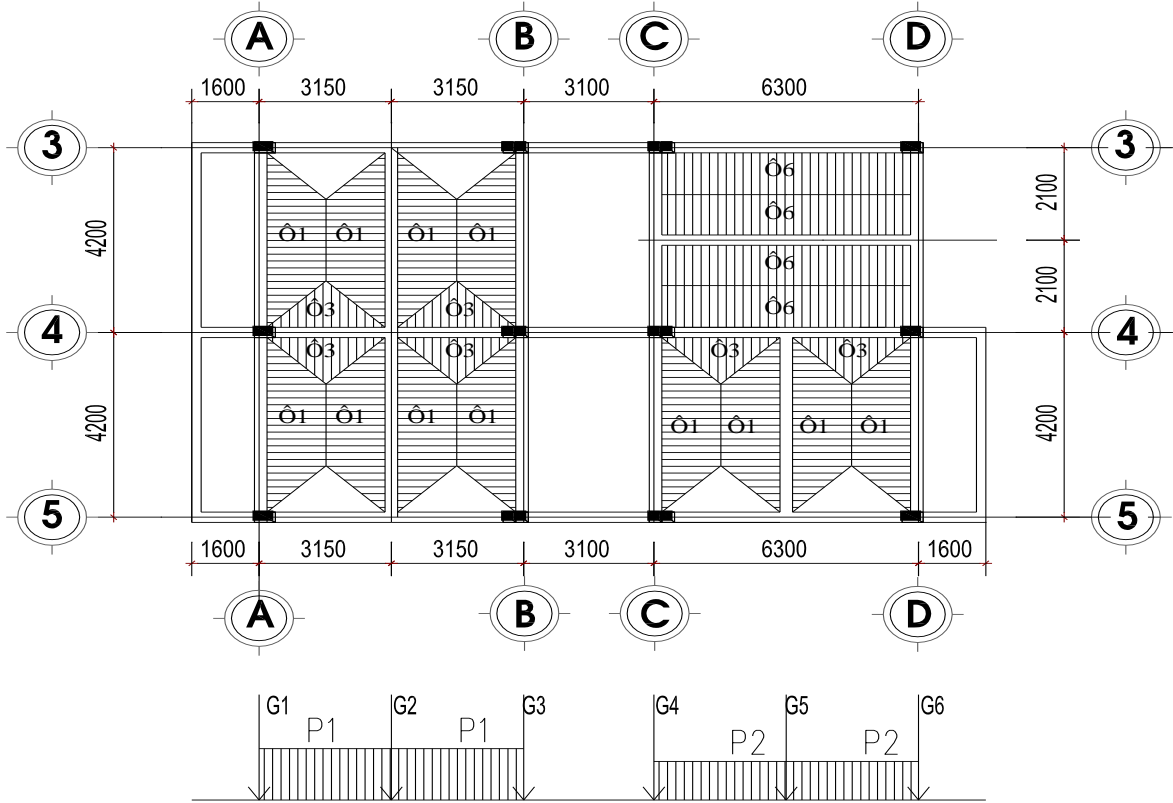 A B C D
1600 3150 3150 3100 6300
3 3
Ô6
2100
Ô6
4200
Ô1 Ô1 Ô1 Ô1
Ô6
2100
Ô3 Ô3
Ô6
4 4
Ô3 Ô3 Ô3 Ô3
4200 4200
Ô1 Ô1 Ô1 Ô1 Ô1 Ô1 Ô1 Ô1
5 5
1600 3150 3150 3100 6300 1600
A B C D
G1 G2 G3 G4 G5 G6
P1 P1 P2 P2